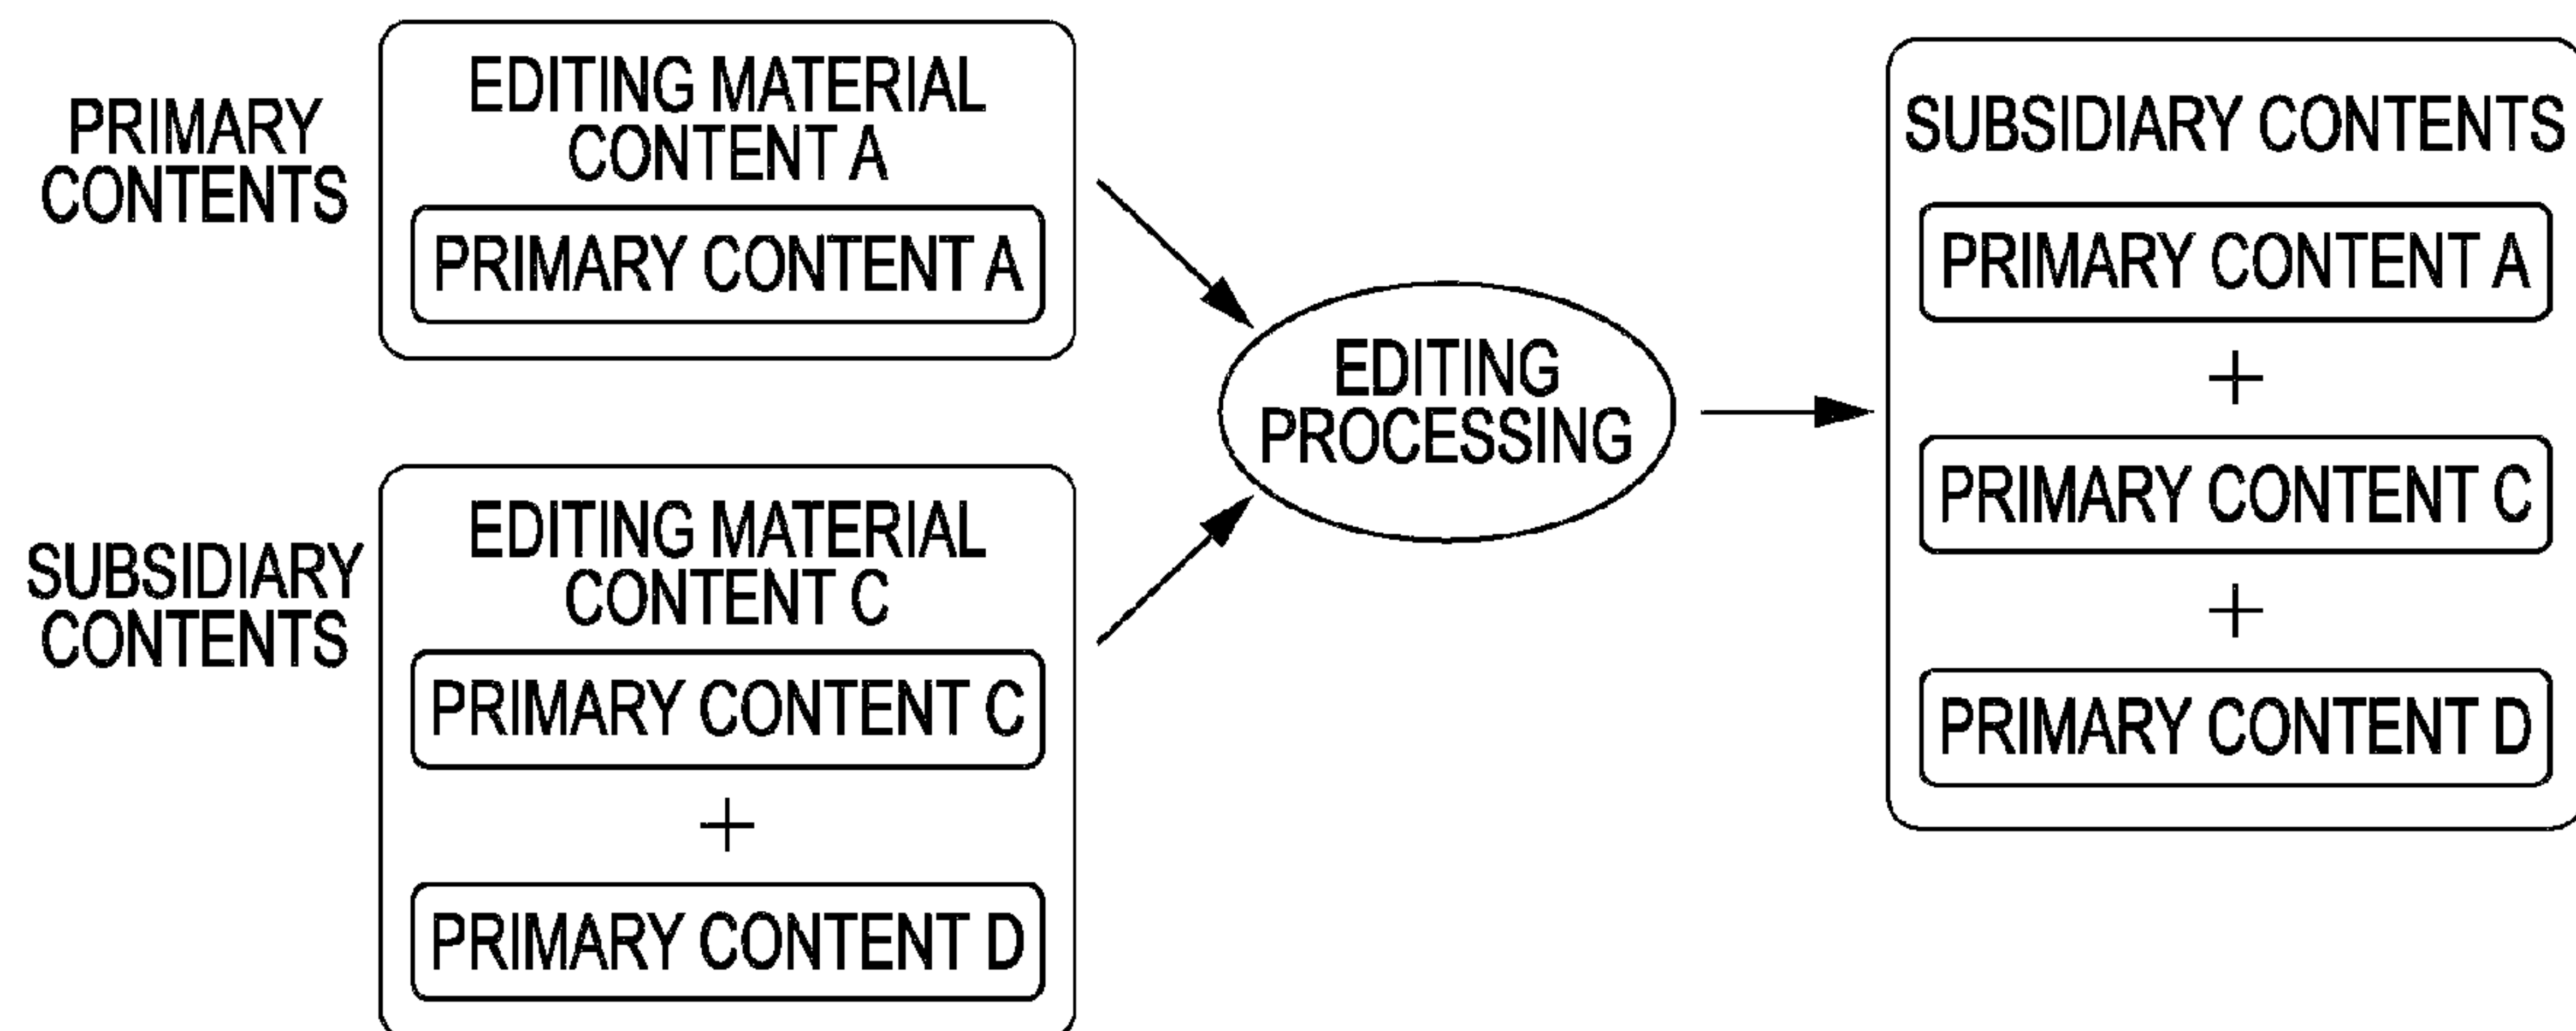 PRIMARY
CONTENTS
EDITING MATERIAL
CONTENT A
PRIMARY CONTENT A
SUBSIDIARY
CONTENTS
EDITING MATERIAL
CONTENT C
PRIMARY CONTENT C
+
PRIMARY CONTENT D
EDITING
PROCESSING
SUBSIDIARY CONTENTS
PRIMARY CONTENT A
+
PRIMARY CONTENT C
+
PRIMARY CONTENT D